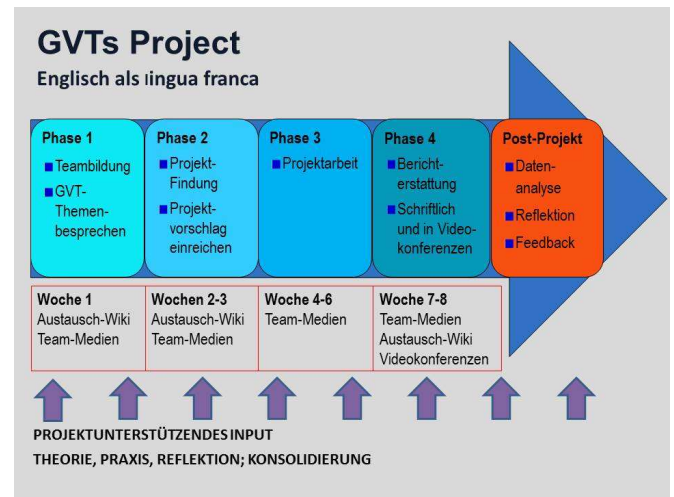 GVTs Project
Englisch als lingua franca
Phase 1
Teambildung
GVT-
Themen-
besprechen
Phase 2
Projekt-
Findung
Projekt-
vorschlag
einreichen
Phase 3
Projektarbeit
Phase 4
Bericht-
erstattung
Schriftlich
und in Video-
konferenzen
Post-Projekt
Daten-
analyse
Reflektion
Feedback
Woche 1
Austausch-Wiki
Team-Medien
Wochen 2-3
Austausch-Wiki
Team-Medien
Woche 4-6
Team-Medien
Woche 7-8
Team-Medien
Austausch-Wiki
Videokonferenzen
PROJEKTUNTERSTÜTZENDES INPUT
THEORIE, PRAXIS, REFLEKTION; KONSOLIDIERUNG